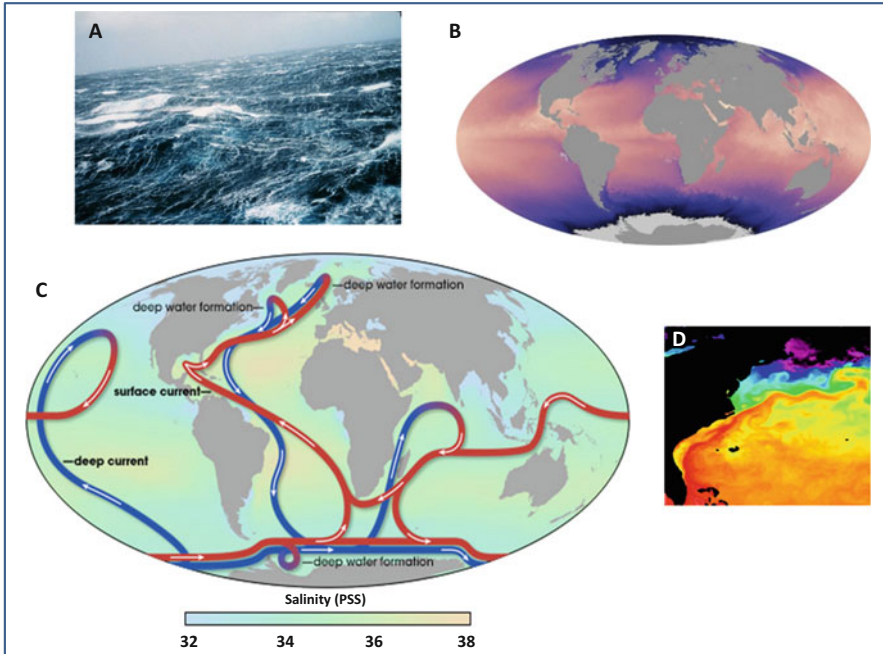 A
B
C
deep water formation
deep water formation
surface current
deep current
D
deep water formation
Salinity (PSS)
32 34 36 38